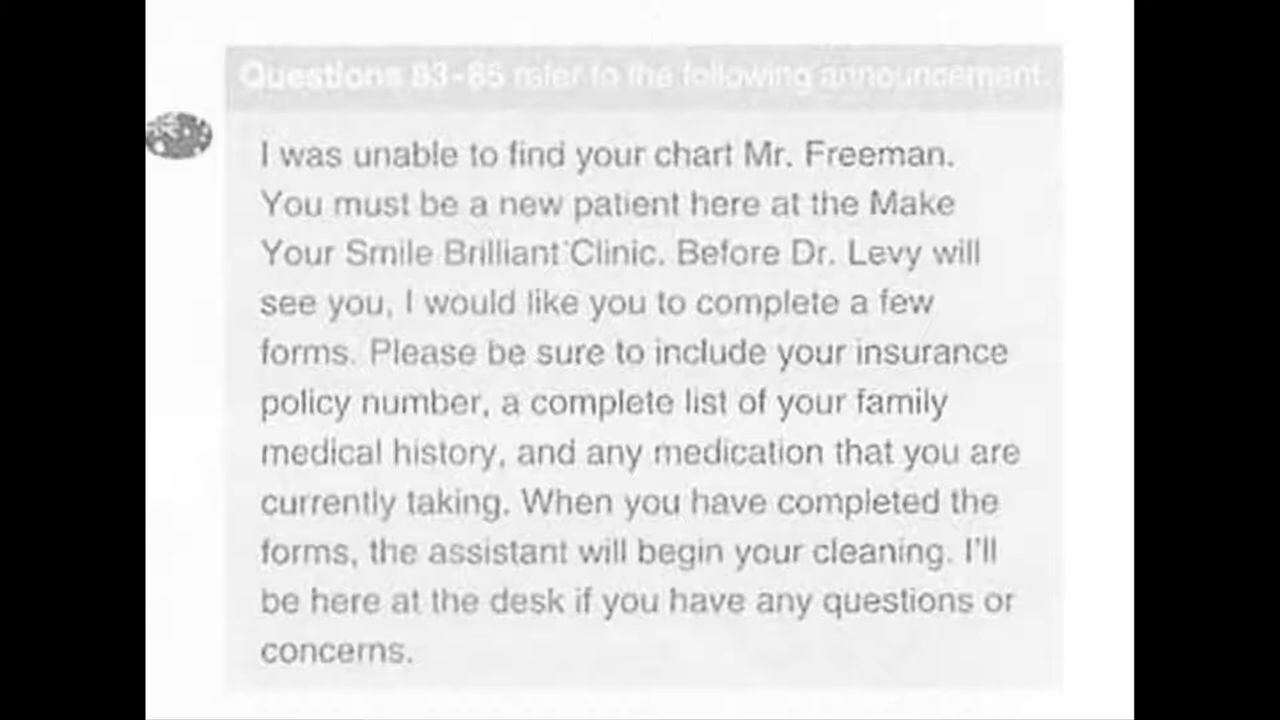 Questions 83-85 refer to the following announcement.
I was unable to find your chart Mr. Freeman.
You must be a new patient here at the Make
Your Smile Brilliant Clinic. Before Dr. Levy will
see you, I would like you to complete a few
forms. Please be sure to include your insurance
policy number, a complete list of your family
medical history, and any medication that you are
currently taking. When you have completed the
forms, the assistant will begin your cleaning. I'll
be here at the desk if you have any questions or
concerns.